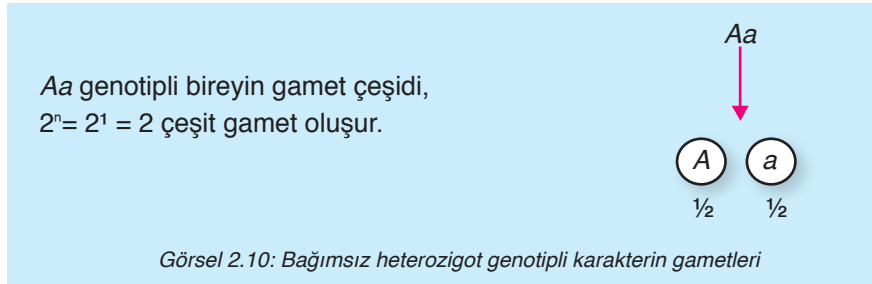 Aa
Aa genotipli bireyin gamet çeşidi,
2ⁿ= 2¹ = 2 çeşit gamet oluşur.
A a
½ ½
Görsel 2.10: Bağımsız heterozigot genotipli karakterin gametleri